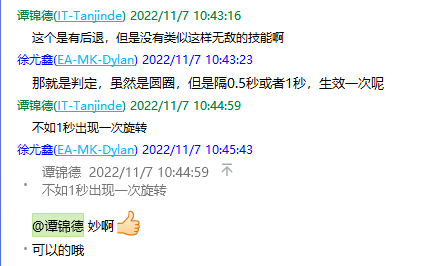 谭锦德(IT-Tanjinde) 2022/11/7 10:43:16
这个是有后退，但是没有类似这样无敌的技能啊
徐尤鑫(EA-MK-Dylan) 2022/11/7 10:43:23
那就是判定，虽然是圆圈，但是隔0.5秒或者1秒，生效一次呢
谭锦德(IT-Tanjinde) 2022/11/7 10:44:59
不如1秒出现一次旋转
徐尤鑫(EA-MK-Dylan) 2022/11/7 10:45:43
谭锦德 2022/11/7 10:44:59
不如1秒出现一次旋转
@谭锦德 妙啊
可以的哦